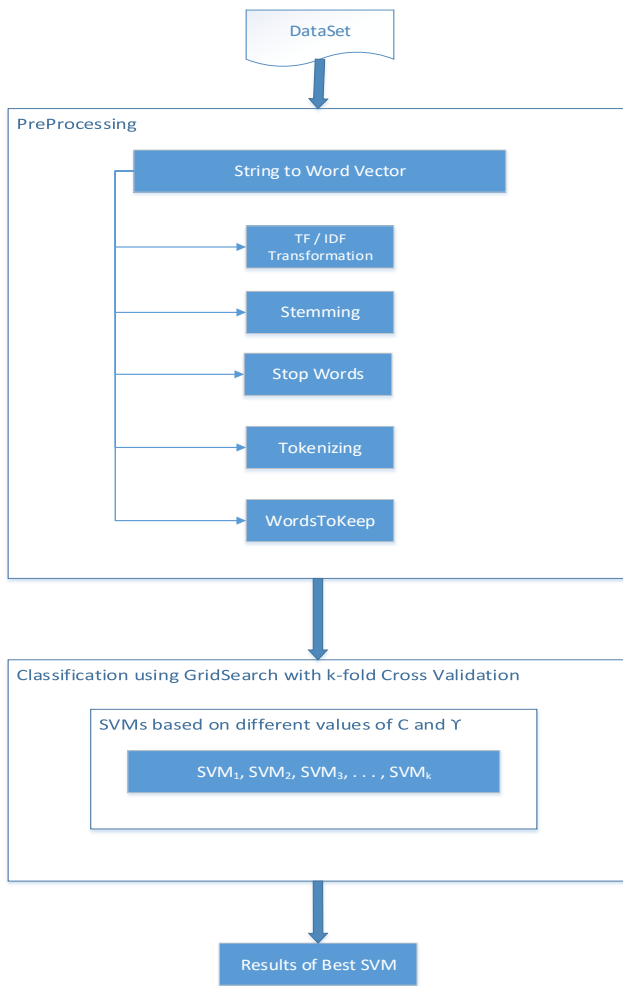 DataSet
PreProcessing
String to Word Vector
TF / IDF
Transformation
Stemming
Stop Words
Tokenizing
WordsToKeep
Classification using GridSearch with k-fold Cross Validation
SVMs based on different values of C and ϒ
SVM₁, SVM₂, SVM₃, . . . , SVMₖ
Results of Best SVM